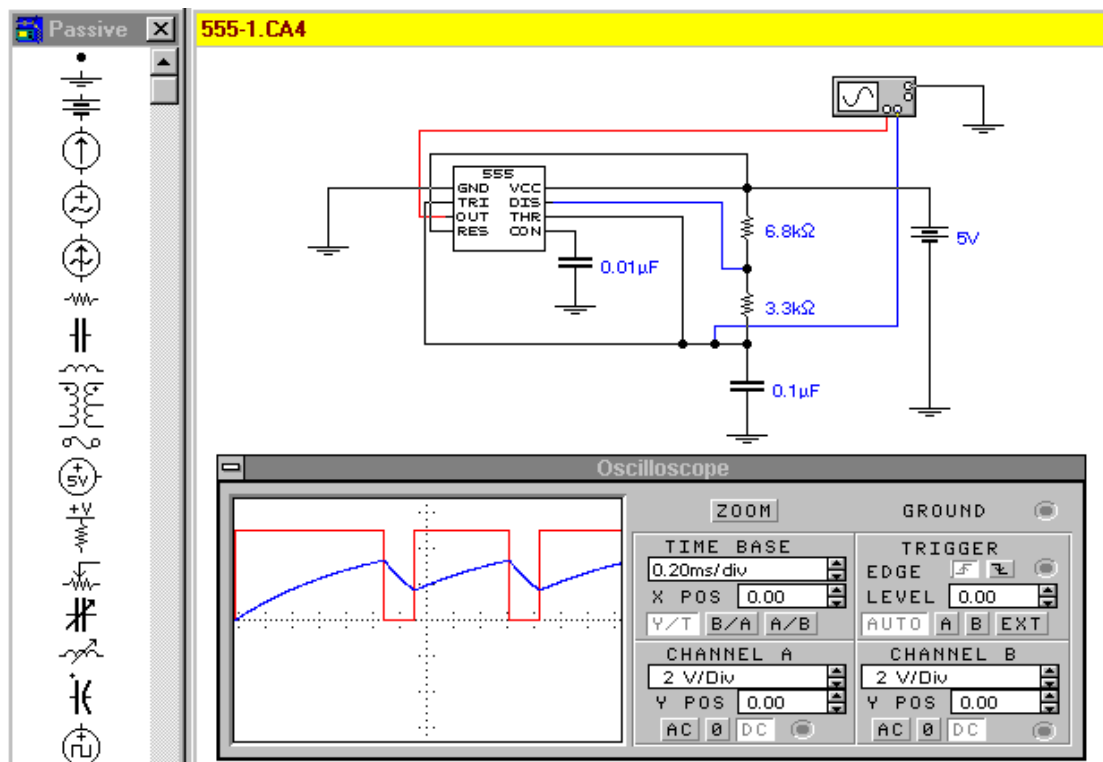 Passive
555-1.CA4
5v
+V
555
GND VCC
TRI DIS
OUT THR
RES CON
0.01µF
6.8kΩ
3.3kΩ
0.1µF
5V
Oscilloscope
ZOOM
GROUND
TIME BASE
0.20ms/div
X POS 0.00
Y/T B/A A/B
TRIGGER
EDGE
LEVEL 0.00
AUTO A B EXT
CHANNEL A
2 V/Div
Y POS 0.00
AC 0 DC
CHANNEL B
2 V/Div
Y POS 0.00
AC 0 DC